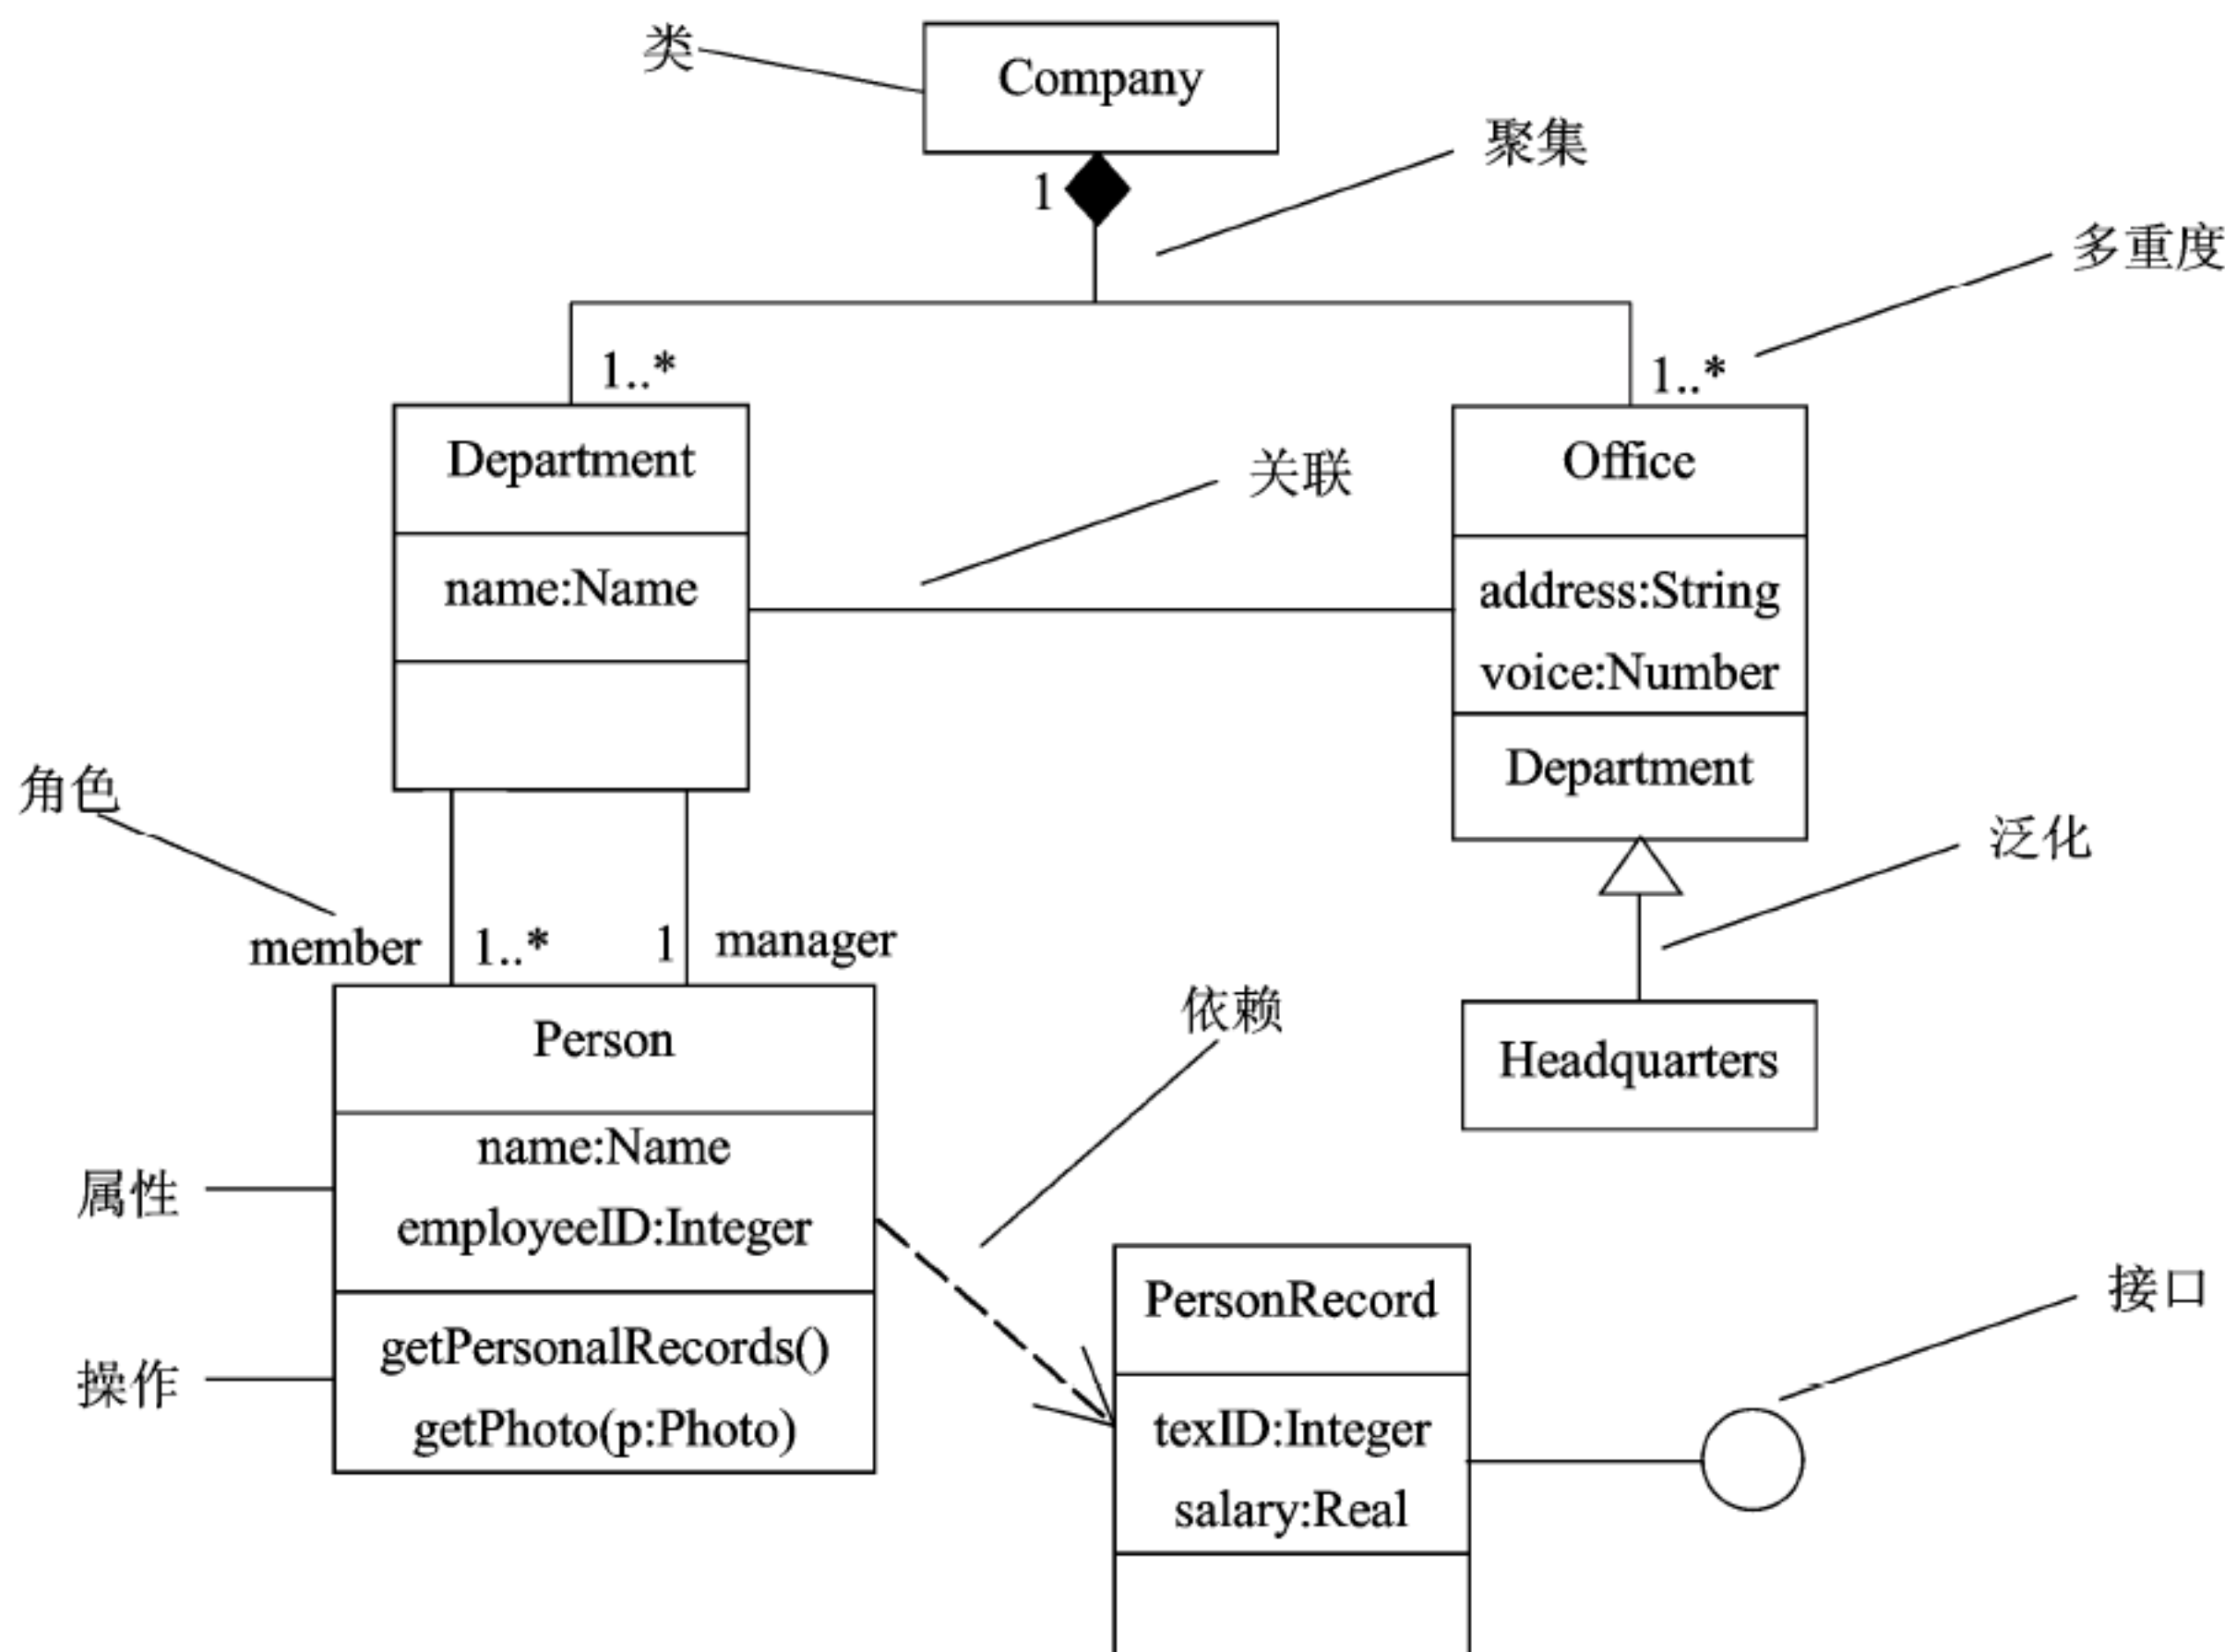 类
Company
聚集
1
多重度
1..*
1..*
Department
Office
关联
name:Name
address:String
voice:Number
Department
角色
泛化
member
1..*
1
manager
依赖
Person
Headquarters
name:Name
属性
employeeID:Integer
PersonRecord
接口
getPersonalRecords()
操作
getPhoto(p:Photo)
texID:Integer
salary:Real